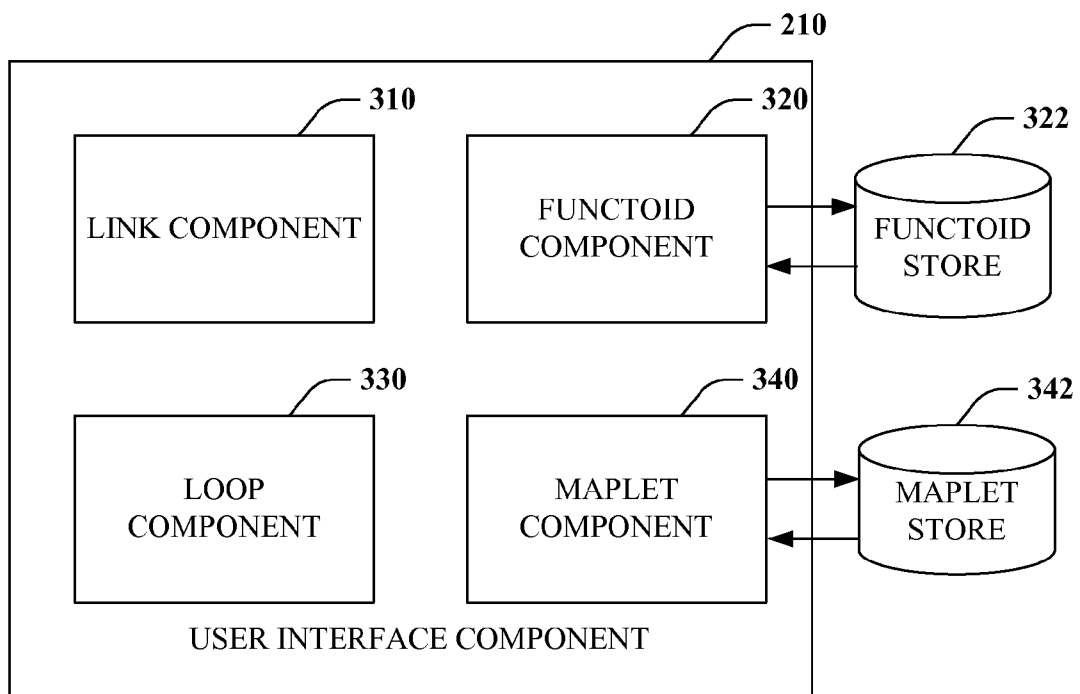 210
310
320
322
LINK COMPONENT
FUNCTOID
COMPONENT
FUNCTOID
STORE
330
340
342
LOOP
COMPONENT
MAPLET
COMPONENT
MAPLET
STORE
USER INTERFACE COMPONENT